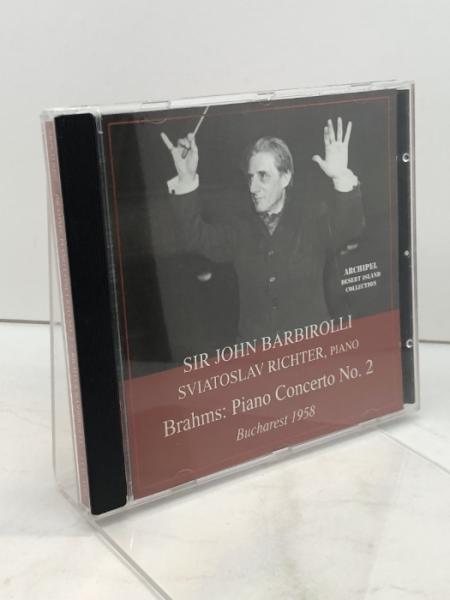 ARCHIPEL
DESERT ISLAND
COLLECTION
SIR JOHN BARBIROLLI
SVIATOSLAV RICHTER, PIANO
Brahms: Piano Concerto No. 2
Bucharest 1958